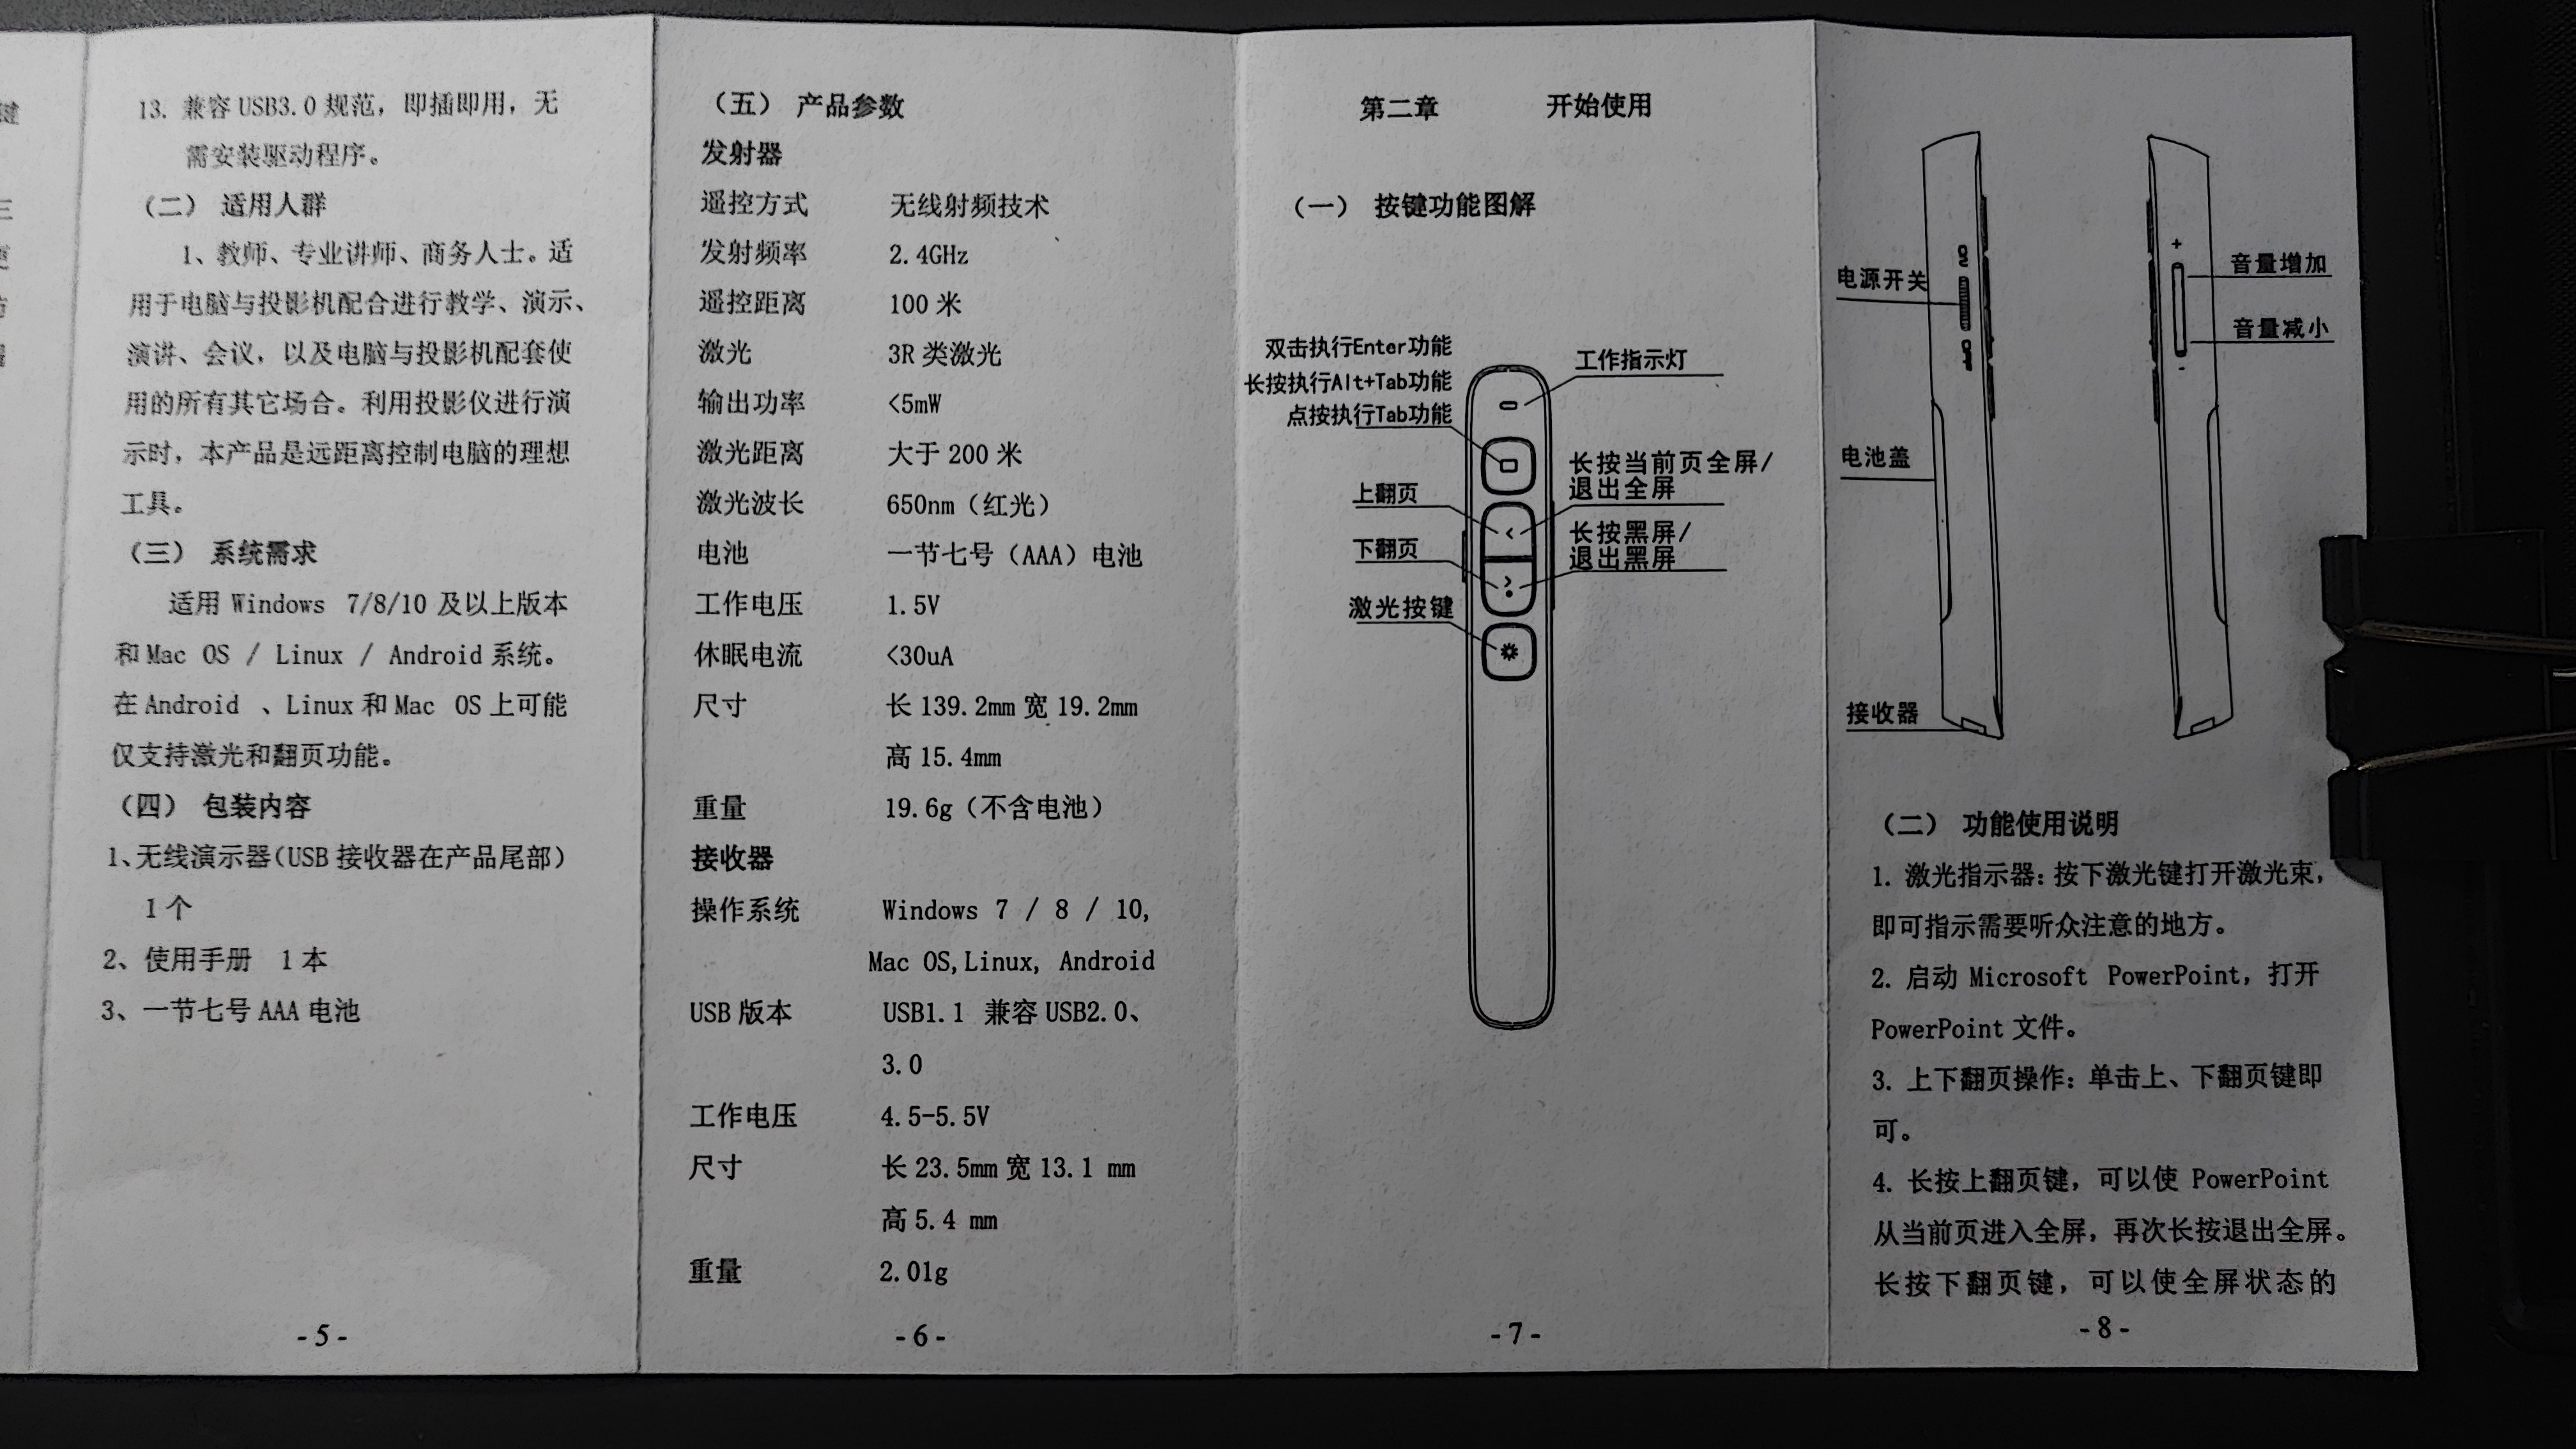 键
13. 兼容 USB3.0 规范，即插即用，无
需安装驱动程序。
（二） 适用人群
1、教师、专业讲师、商务人士。适
用于电脑与投影机配合进行教学、演示、
演讲、会议，以及电脑与投影机配套使
用的所有其它场合。利用投影仪进行演
示时，本产品是远距离控制电脑的理想
工具。
（三） 系统需求
适用 Windows 7/8/10 及以上版本
和 Mac OS / Linux / Android 系统。
在 Android 、Linux 和 Mac OS 上可能
仅支持激光和翻页功能。
（四） 包装内容
1、无线演示器（USB 接收器在产品尾部）
1 个
2、使用手册 1 本
3、一节七号 AAA 电池
- 5 -
（五） 产品参数
发射器
遥控方式 无线射频技术
发射频率 2.4GHz
遥控距离 100 米
激光 3R 类激光
输出功率 <5mW
激光距离 大于 200 米
激光波长 650nm（红光）
电池 一节七号（AAA）电池
工作电压 1.5V
休眠电流 <30uA
尺寸 长 139.2mm 宽 19.2mm
高 15.4mm
重量 19.6g（不含电池）
接收器
操作系统 Windows 7 / 8 / 10,
Mac OS,Linux, Android
USB 版本 USB1.1 兼容 USB2.0、
3.0
工作电压 4.5-5.5V
尺寸 长 23.5mm 宽 13.1 mm
高 5.4 mm
重量 2.01g
- 6 -
第二章 开始使用
（一） 按键功能图解
双击执行Enter功能
长按执行Alt+Tab功能
点按执行Tab功能
工作指示灯
上翻页
长按当前页全屏/
退出全屏
下翻页
长按黑屏/
退出黑屏
激光按键
- 7 -
电源开关
ON
OFF
电池盖
接收器
+
音量增加
音量减小
-
（二） 功能使用说明
1. 激光指示器：按下激光键打开激光束，
即可指示需要听众注意的地方。
2. 启动 Microsoft PowerPoint，打开
PowerPoint 文件。
3. 上下翻页操作：单击上、下翻页键即
可。
4. 长按上翻页键，可以使 PowerPoint
从当前页进入全屏，再次长按退出全屏。
长按下翻页键，可以使全屏状态的
- 8 -